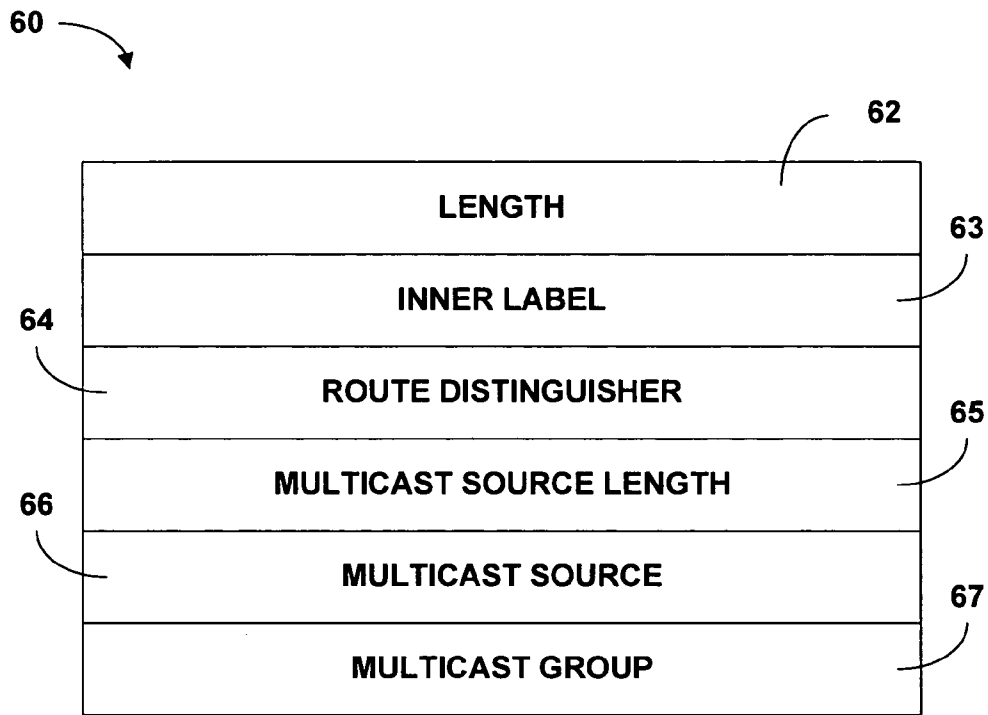 60
62
LENGTH
63
INNER LABEL
64
ROUTE DISTINGUISHER
65
MULTICAST SOURCE LENGTH
66
MULTICAST SOURCE
67
MULTICAST GROUP